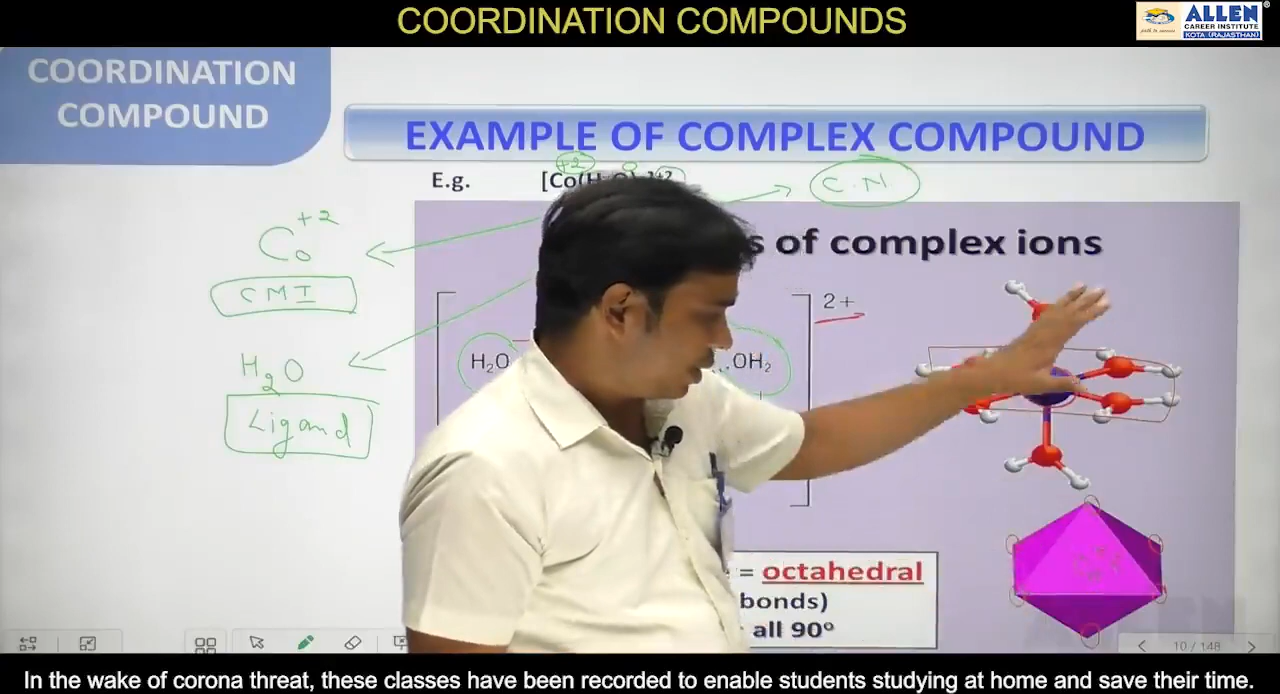 COORDINATION COMPOUNDS
ALLEN
CAREER INSTITUTE
KOTA (RAJASTHAN)
COORDINATION
COMPOUND
EXAMPLE OF COMPLEX COMPOUND
E.g. [Co(H
+2
C.N
Co+2
CMI
H2O
Ligand
s of complex ions
2+
H2O OH2
= octahedral
bonds)
all 90°
10 / 148
In the wake of corona threat, these classes have been recorded to enable students studying at home and save their time.